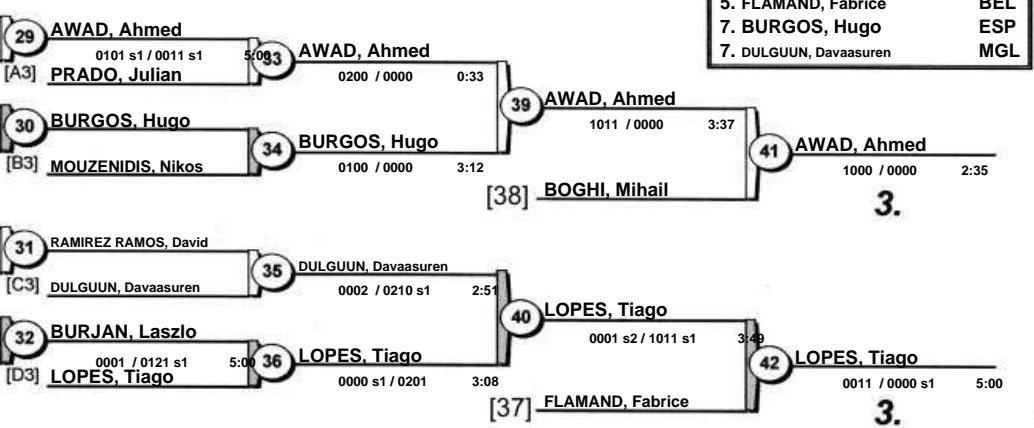 5. FLAMAND, Fabrice BEL
7. BURGOS, Hugo ESP
7. DULGUUN, Davaasuren MGL
29 AWAD, Ahmed
0101 s1 / 0011 s1 5:00
[A3] PRADO, Julian
33 AWAD, Ahmed
0200 / 0000 0:33
30 BURGOS, Hugo
[B3] MOUZENIDIS, Nikos
34 BURGOS, Hugo
0100 / 0000 3:12
39 AWAD, Ahmed
1011 / 0000 3:37
[38] BOGHI, Mihail
41 AWAD, Ahmed
1000 / 0000 2:35
3.
31 RAMIREZ RAMOS, David
[C3] DULGUUN, Davaasuren
35 DULGUUN, Davaasuren
0002 / 0210 s1 2:51
32 BURJAN, Laszlo
0001 / 0121 s1 5:00
[D3] LOPES, Tiago
36 LOPES, Tiago
0000 s1 / 0201 3:08
40 LOPES, Tiago
0001 s2 / 1011 s1 3:49
[37] FLAMAND, Fabrice
42 LOPES, Tiago
0011 / 0000 s1 5:00
3.